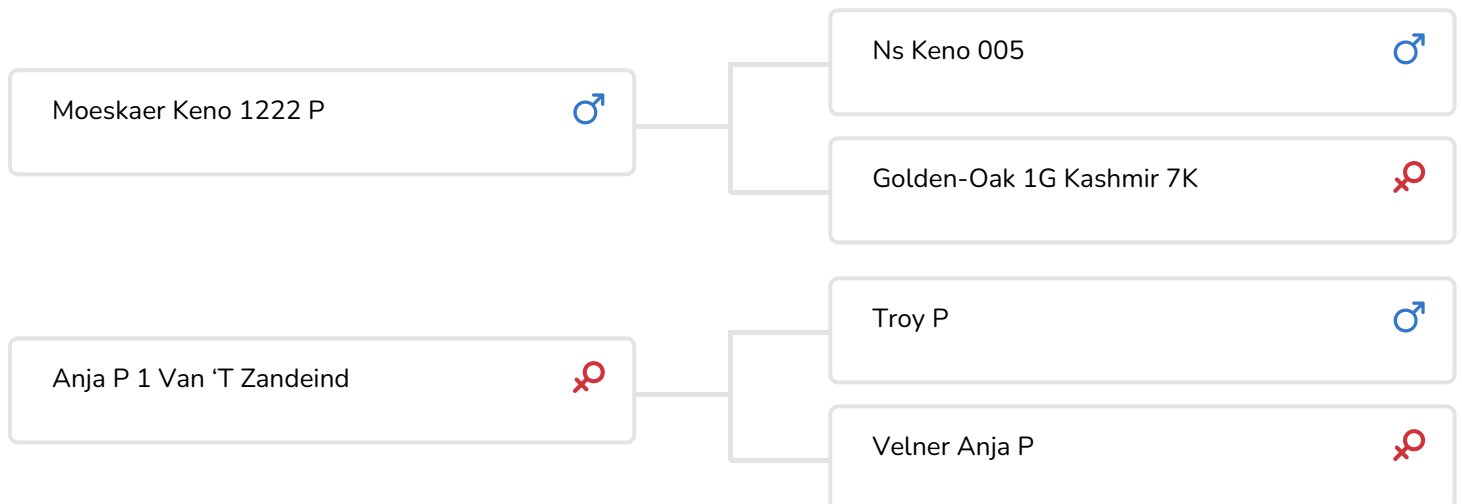 Ns Keno 005
Moeskaer Keno 1222 P
Golden-Oak 1G Kashmir 7K
Troy P
Anja P 1 Van ‘T Zandeind
Velner Anja P